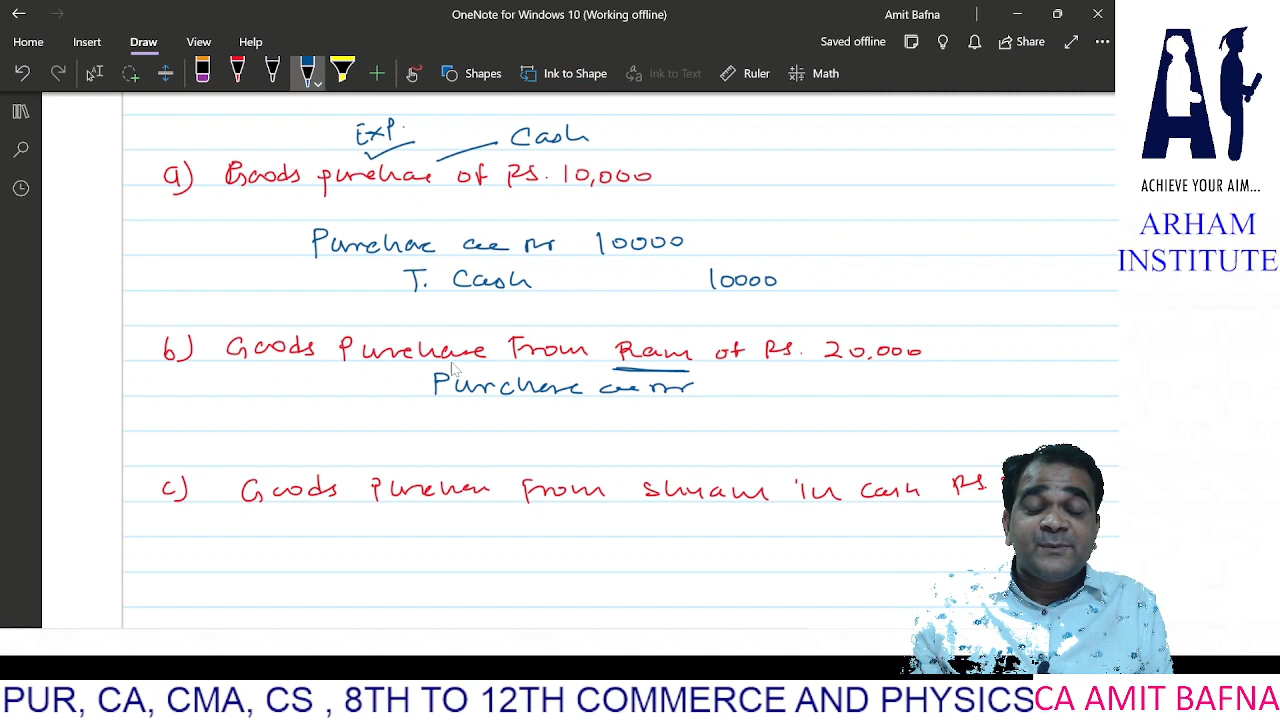 OneNote for Windows 10 (Working offline)
Amit Bafna
Home Insert Draw View Help
Saved offline
Share
Shapes
Ink to Shape
Ink to Text
Ruler
Math
Exp. Cash
a) Goods purchase of Rs. 10,000
Purchase 10000
T. Cash 10000
b) Goods Purchase From Ram of Rs. 20,000
Purchase
c) Goods From Shyam in cash Rs
AI
ACHIEVE YOUR AIM...
ARHAM
INSTITUTE
PUR, CA, CMA, CS , 8TH TO 12TH COMMERCE AND PHYSICS
CA AMIT BAFNA